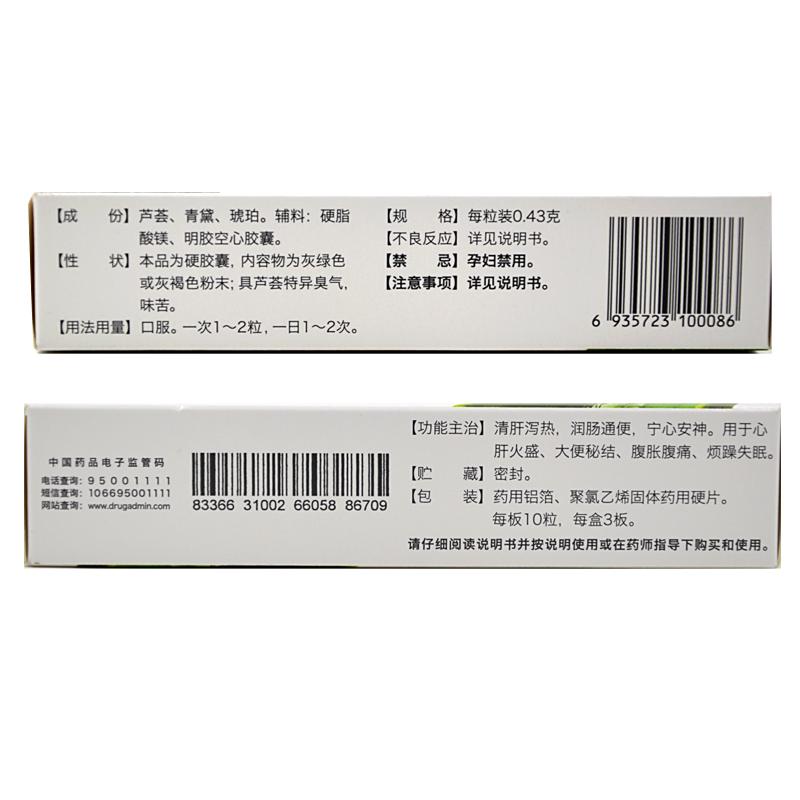 【成　　份】芦荟、青黛、琥珀。辅料：硬脂
酸镁、明胶空心胶囊。
【性　　状】本品为硬胶囊，内容物为灰绿色
或灰褐色粉末；具芦荟特异臭气，
味苦。
【用法用量】口服。一次1～2粒，一日1～2次。
【规　　格】每粒装0.43克
【不良反应】详见说明书。
【禁　　忌】孕妇禁用。
【注意事项】详见说明书。
6 935723 100086
中国药品电子监管码
电话查询：95001111
短信查询：106695001111
网站查询：www.drugadmin.com
83366 31002 66058 86709
【功能主治】清肝泻热，润肠通便，宁心安神。用于心
肝火盛、大便秘结、腹胀腹痛、烦躁失眠。
【贮　　藏】密封。
【包　　装】药用铝箔、聚氯乙烯固体药用硬片。
每板10粒，每盒3板。
请仔细阅读说明书并按说明使用或在药师指导下购买和使用。